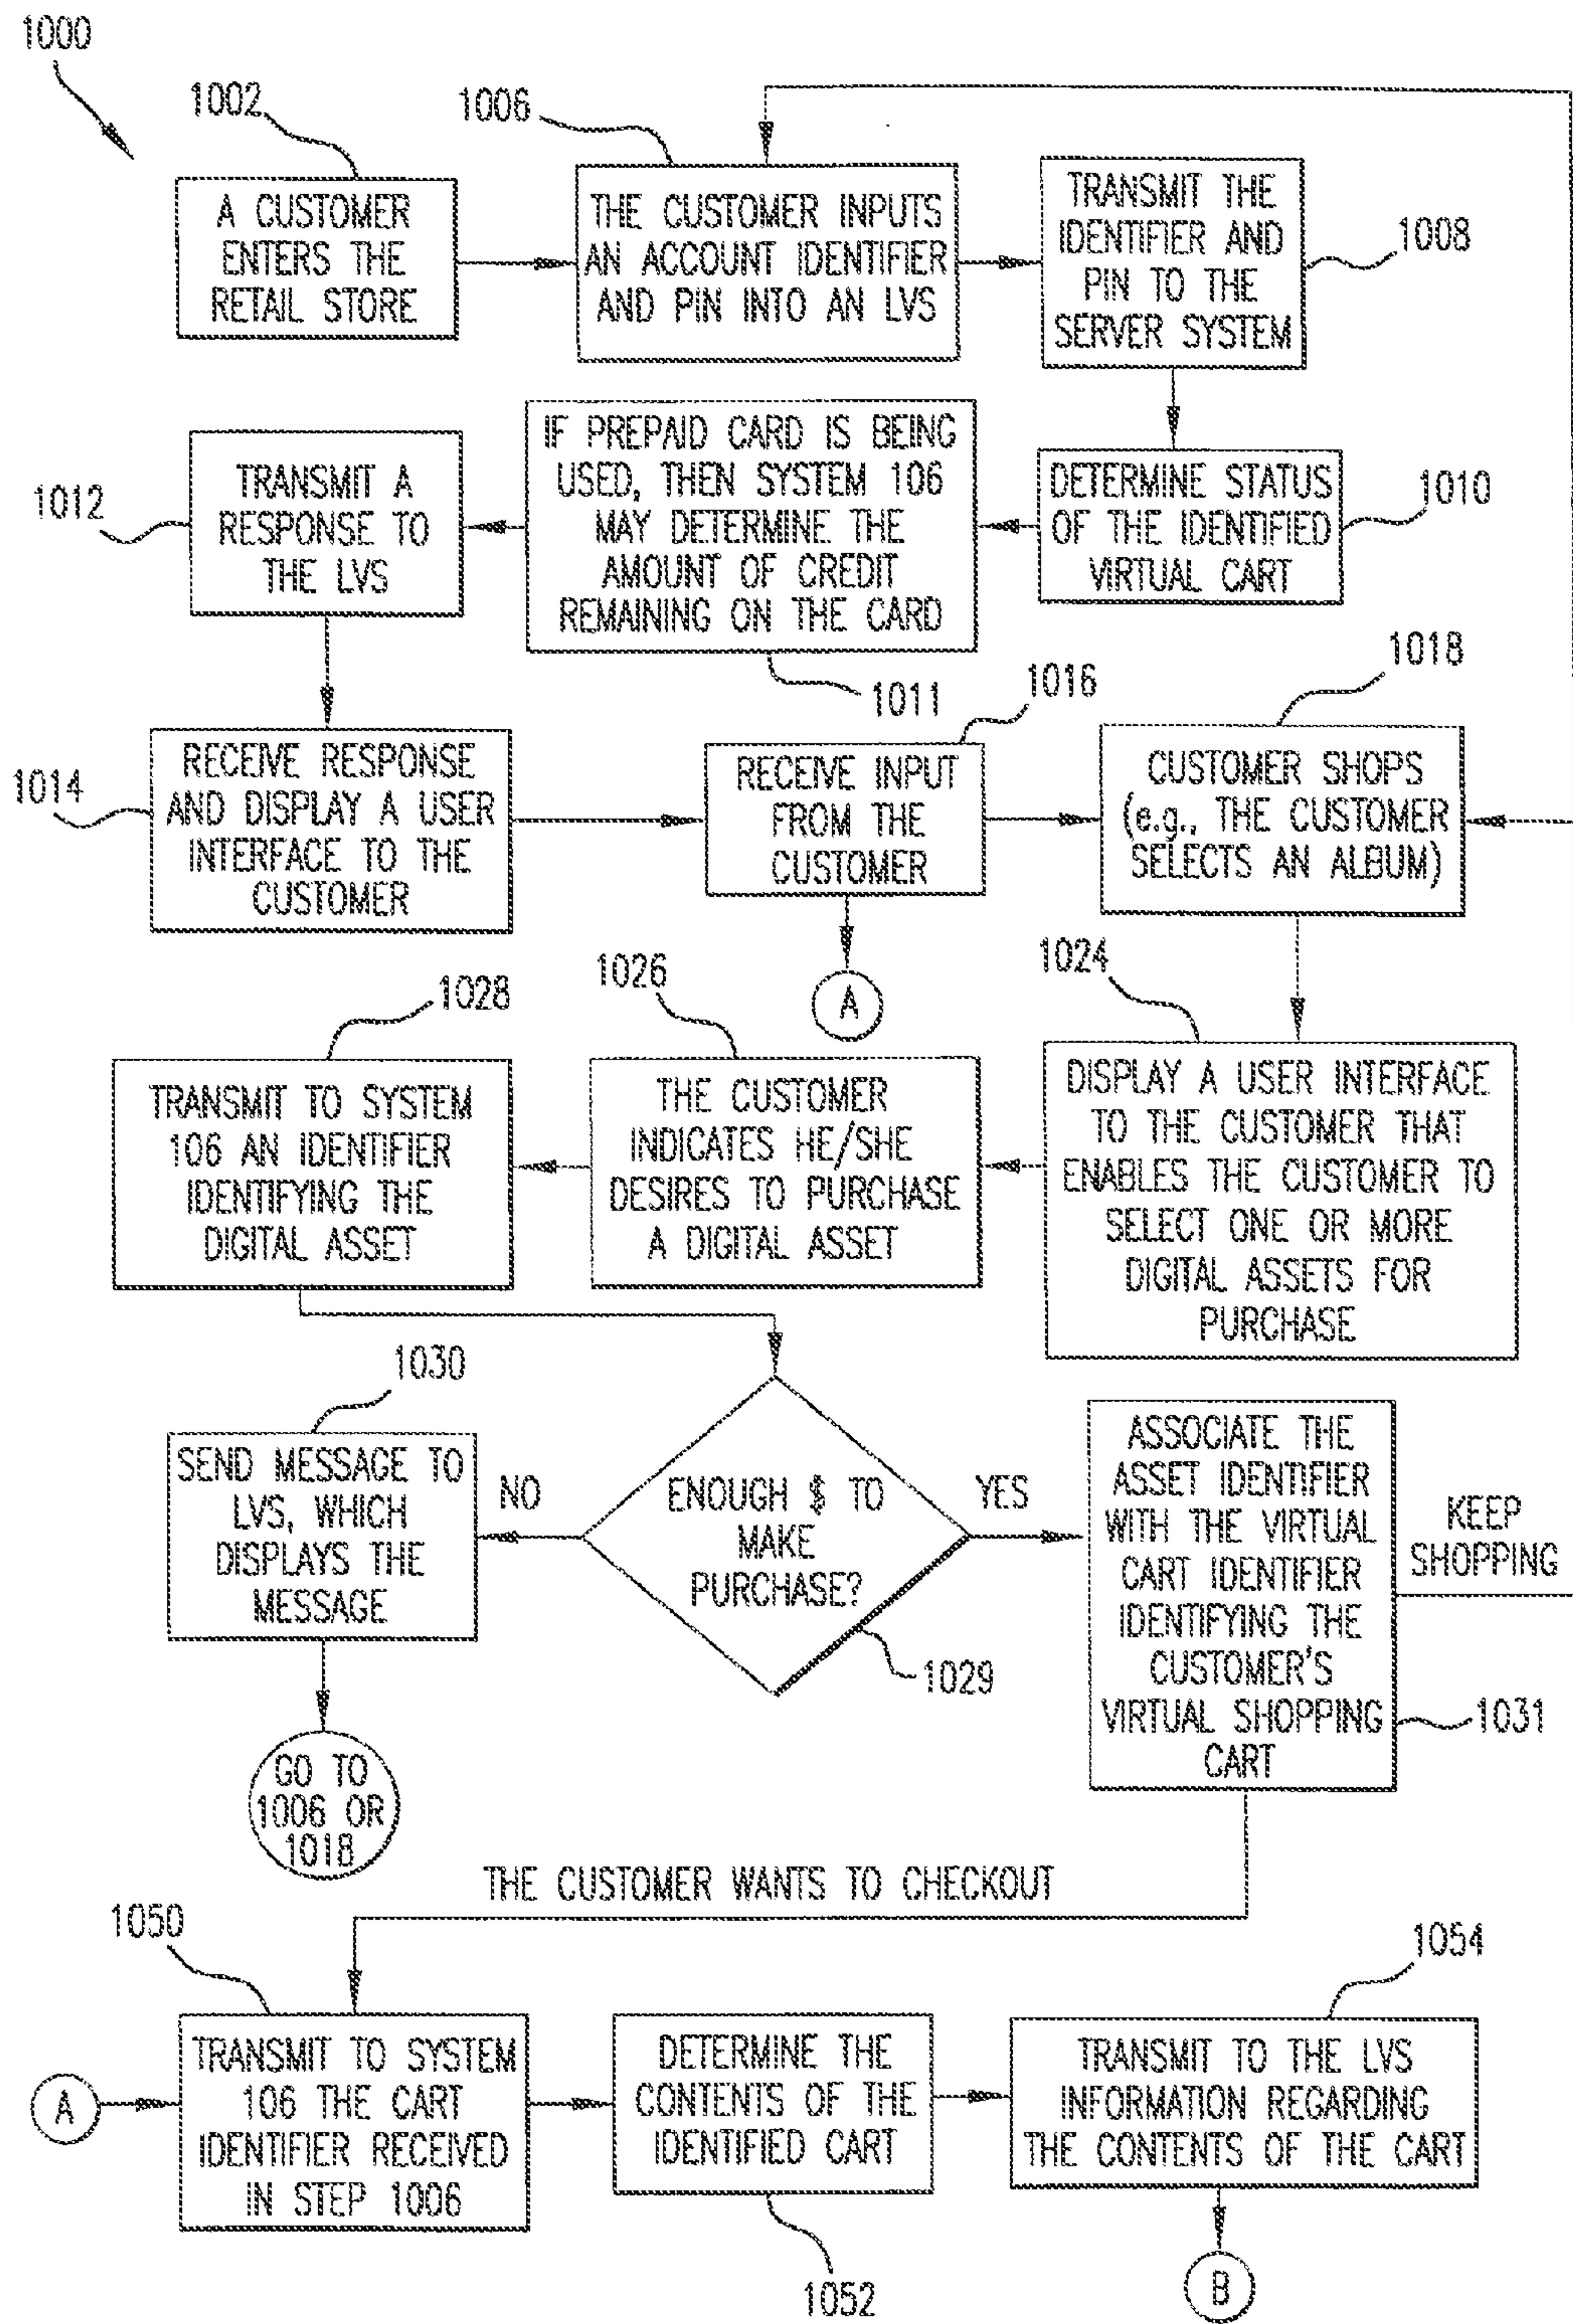 1000
1002
A CUSTOMER
ENTERS THE
RETAIL STORE
1006
THE CUSTOMER INPUTS
AN ACCOUNT IDENTIFIER
AND PIN INTO AN LVS
TRANSMIT THE
IDENTIFIER AND
PIN TO THE
SERVER SYSTEM
1008
1012
TRANSMIT A
RESPONSE TO
THE LVS
IF PREPAID CARD IS BEING
USED, THEN SYSTEM 106
MAY DETERMINE THE
AMOUNT OF CREDIT
REMAINING ON THE CARD
1011
DETERMINE STATUS
OF THE IDENTIFIED
VIRTUAL CART
1010
1014
RECEIVE RESPONSE
AND DISPLAY A USER
INTERFACE TO THE
CUSTOMER
1016
RECEIVE INPUT
FROM THE
CUSTOMER
A
1018
CUSTOMER SHOPS
(e.g., THE CUSTOMER
SELECTS AN ALBUM)
1028
TRANSMIT TO SYSTEM
106 AN IDENTIFIER
IDENTIFYING THE
DIGITAL ASSET
1026
THE CUSTOMER
INDICATES HE/SHE
DESIRES TO PURCHASE
A DIGITAL ASSET
1024
DISPLAY A USER INTERFACE
TO THE CUSTOMER THAT
ENABLES THE CUSTOMER TO
SELECT ONE OR MORE
DIGITAL ASSETS FOR
PURCHASE
1030
SEND MESSAGE TO
LVS, WHICH
DISPLAYS THE
MESSAGE
NO
ENOUGH $ TO
MAKE
PURCHASE?
1029
YES
ASSOCIATE THE
ASSET IDENTIFIER
WITH THE VIRTUAL
CART IDENTIFIER
IDENTIFYING THE
CUSTOMER'S
VIRTUAL SHOPPING
CART
KEEP
SHOPPING
1031
GO TO
1006 OR
1018
THE CUSTOMER WANTS TO CHECKOUT
1050
A
TRANSMIT TO SYSTEM
106 THE CART
IDENTIFIER RECEIVED
IN STEP 1006
DETERMINE THE
CONTENTS OF THE
IDENTIFIED CART
1052
1054
TRANSMIT TO THE LVS
INFORMATION REGARDING
THE CONTENTS OF THE CART
B